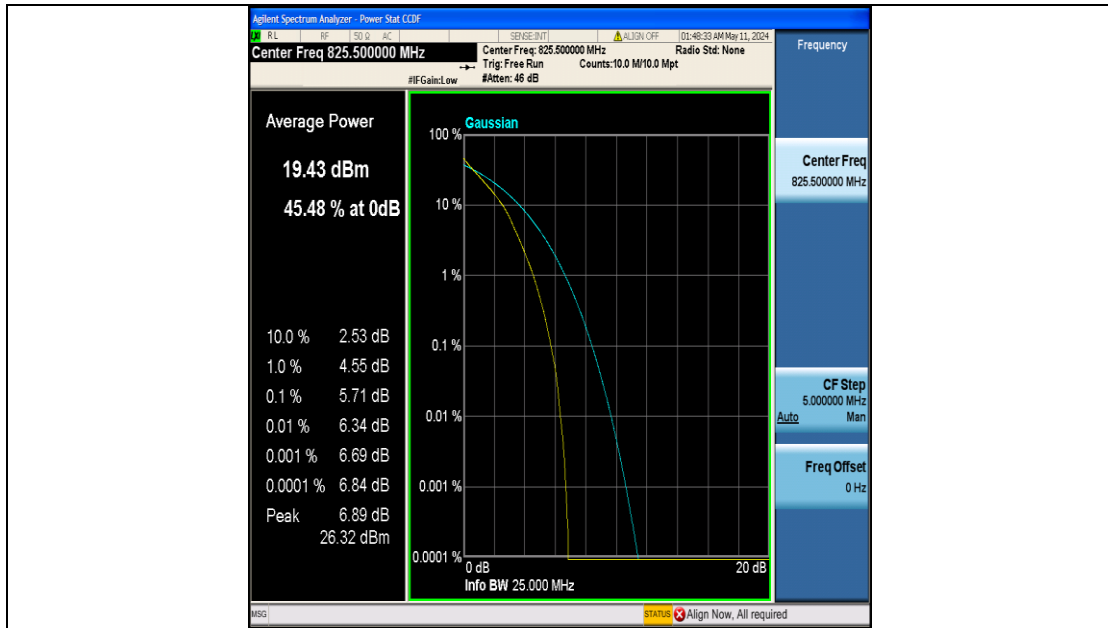 Agilent Spectrum Analyzer - Power Stat CCDF
RL RF 50 Ω AC SENSE:INT ALIGN OFF 01:48:33 AM May 11, 2024
Center Freq 825.500000 MHz
Center Freq: 825.500000 MHz Radio Std: None
Trig: Free Run Counts:10.0 M/10.0 Mpt
#IFGain:Low #Atten: 46 dB
Frequency
Average Power
19.43 dBm
45.48 % at 0dB
10.0 % 2.53 dB
1.0 % 4.55 dB
0.1 % 5.71 dB
0.01 % 6.34 dB
0.001 % 6.69 dB
0.0001 % 6.84 dB
Peak 6.89 dB
26.32 dBm
Gaussian
100 %
10 %
1 %
0.1 %
0.01 %
0.001 %
0.0001 %
0 dB 20 dB
Info BW 25.000 MHz
Center Freq
825.500000 MHz
CF Step
5.000000 MHz
Auto Man
Freq Offset
0 Hz
MSG STATUS Align Now, All required